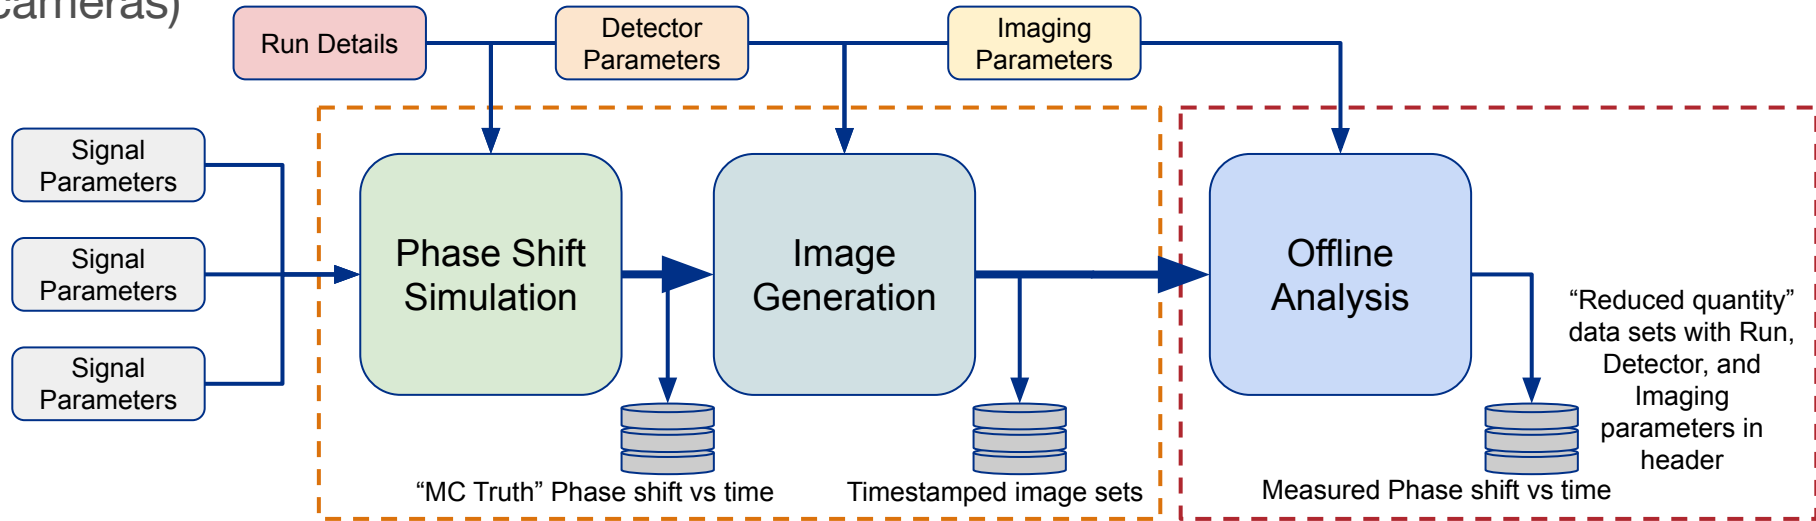 cameras)
Run Details
Detector
Parameters
Imaging
Parameters
Signal
Parameters
Signal
Parameters
Signal
Parameters
Phase Shift
Simulation
Image
Generation
Offline
Analysis
“MC Truth” Phase shift vs time
Timestamped image sets
Measured Phase shift vs time
“Reduced quantity”
data sets with Run,
Detector, and
Imaging
parameters in
header